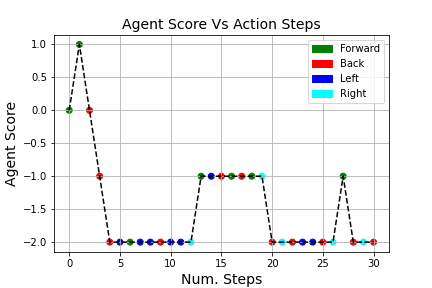 Agent Score Vs Action Steps
Forward
Back
Left
Right
1.0
0.5
0.0
−0.5
−1.0
−1.5
−2.0
Agent Score
0 5 10 15 20 25 30
Num. Steps